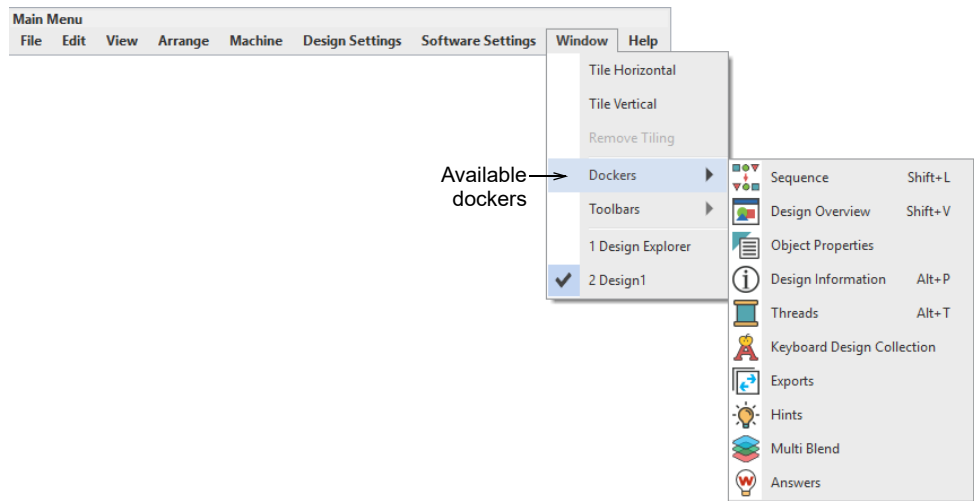 Main Menu
File Edit View Arrange Machine Design Settings Software Settings Window Help
Tile Horizontal
Tile Vertical
Remove Tiling
Available
dockers
Dockers
Toolbars
1 Design Explorer
2 Design1
Sequence Shift+L
Design Overview Shift+V
Object Properties
Design Information Alt+P
Threads Alt+T
Keyboard Design Collection
Exports
Hints
Multi Blend
Answers